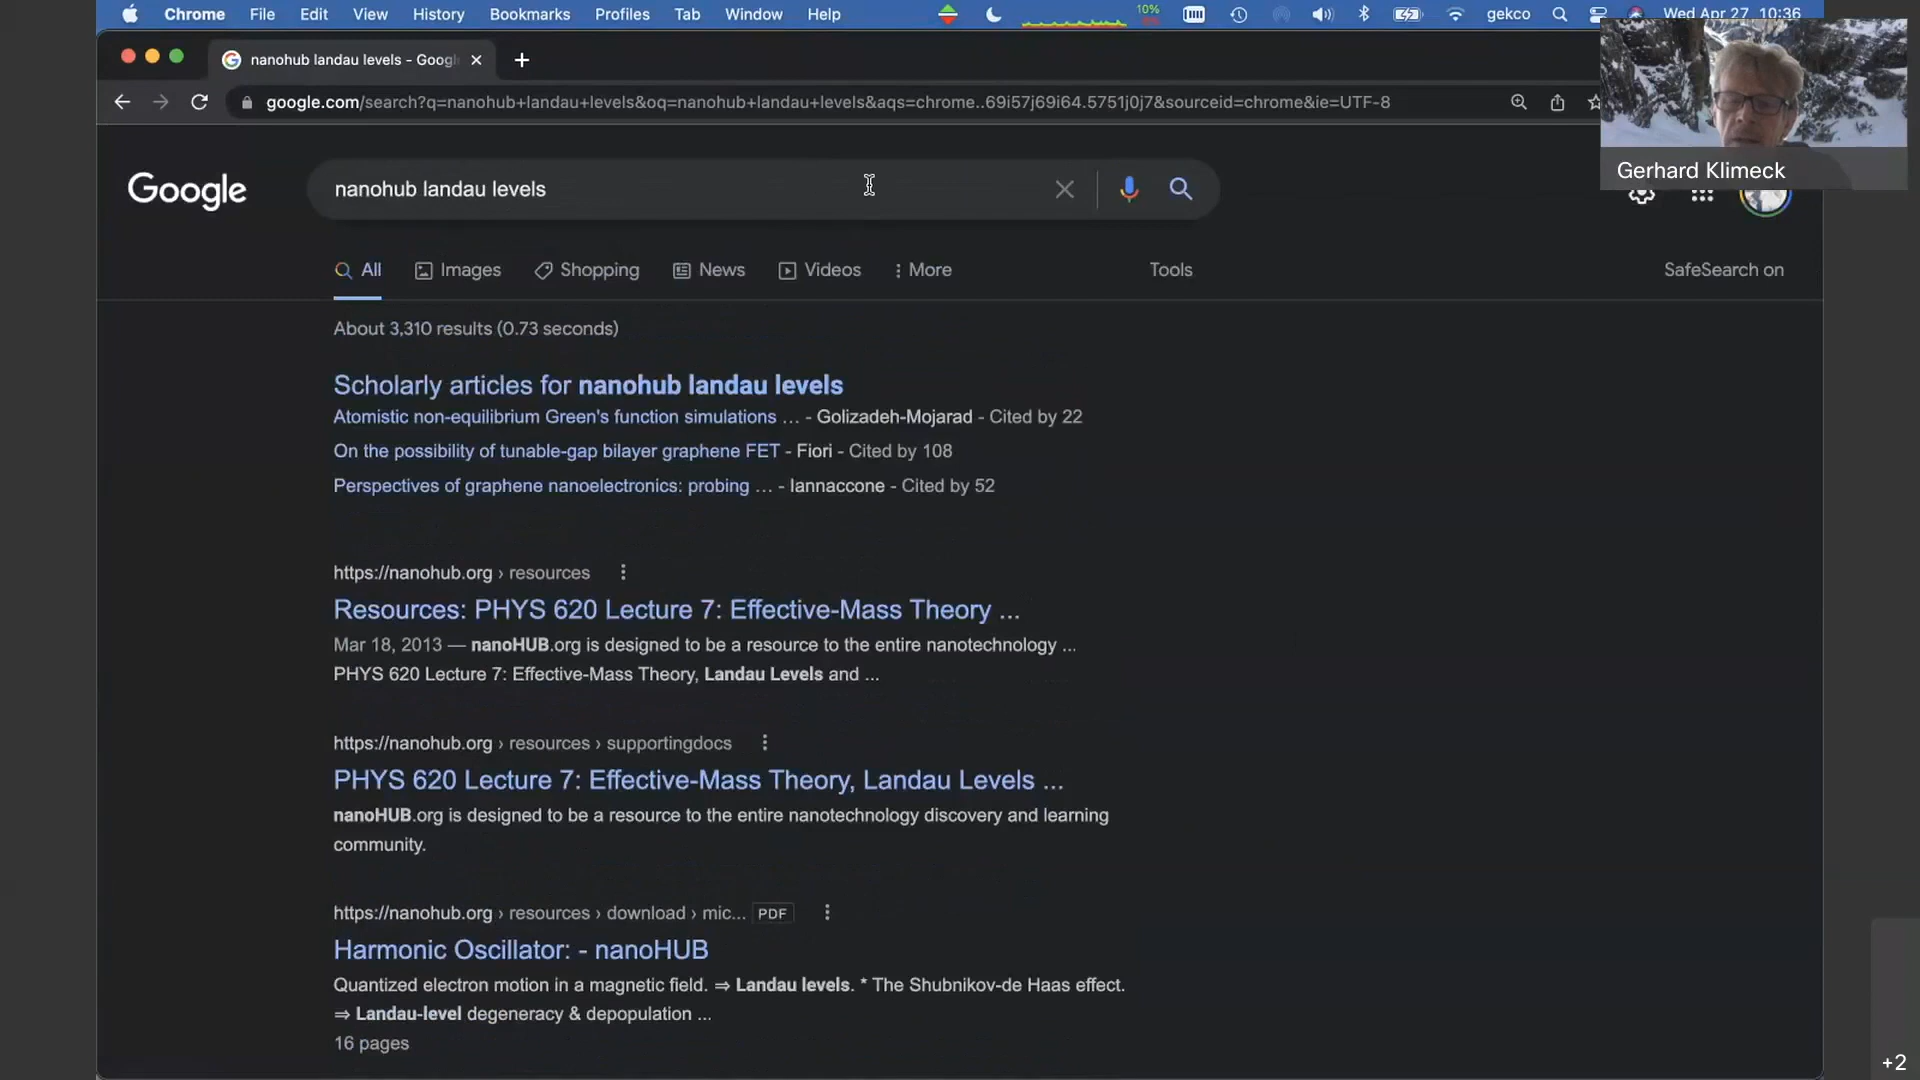 Chrome File Edit View History Bookmarks Profiles Tab Window Help 10% gekco Wed Apr 27 10:36
nanohub landau levels - Googl
google.com/search?q=nanohub+landau+levels&oq=nanohub+landau+levels&aqs=chrome..69i57j69i64.5751j0j7&sourceid=chrome&ie=UTF-8
Gerhard Klimeck
Google nanohub landau levels
All Images Shopping News Videos More Tools SafeSearch on
About 3,310 results (0.73 seconds)
Scholarly articles for nanohub landau levels
Atomistic non-equilibrium Green's function simulations … - Golizadeh-Mojarad - Cited by 22
On the possibility of tunable-gap bilayer graphene FET - Fiori - Cited by 108
Perspectives of graphene nanoelectronics: probing … - Iannaccone - Cited by 52
https://nanohub.org › resources
Resources: PHYS 620 Lecture 7: Effective-Mass Theory ...
Mar 18, 2013 — nanoHUB.org is designed to be a resource to the entire nanotechnology ...
PHYS 620 Lecture 7: Effective-Mass Theory, Landau Levels and ...
https://nanohub.org › resources › supportingdocs
PHYS 620 Lecture 7: Effective-Mass Theory, Landau Levels ...
nanoHUB.org is designed to be a resource to the entire nanotechnology discovery and learning
community.
https://nanohub.org › resources › download › mic... PDF
Harmonic Oscillator: - nanoHUB
Quantized electron motion in a magnetic field. ⇒ Landau levels. * The Shubnikov-de Haas effect.
⇒ Landau-level degeneracy & depopulation ...
16 pages
+2